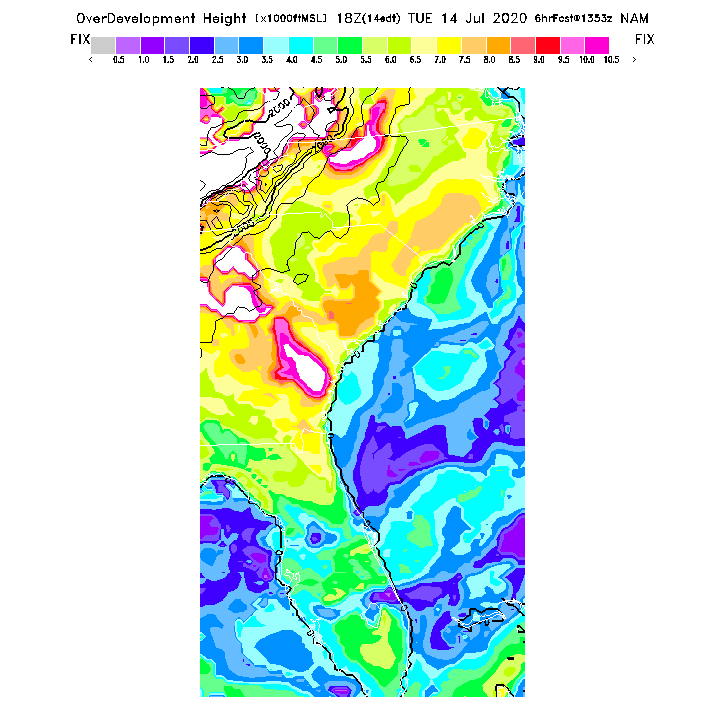 OverDevelopment Height [x1000ftMSL] 18Z(14edt) TUE 14 Jul 2020 6hrFcst@1353z NAM
FIX FIX
< 0.5 1.0 1.5 2.0 2.5 3.0 3.5 4.0 4.5 5.0 5.5 6.0 6.5 7.0 7.5 8.0 8.5 9.0 9.5 10.0 10.5 >
2000
2000